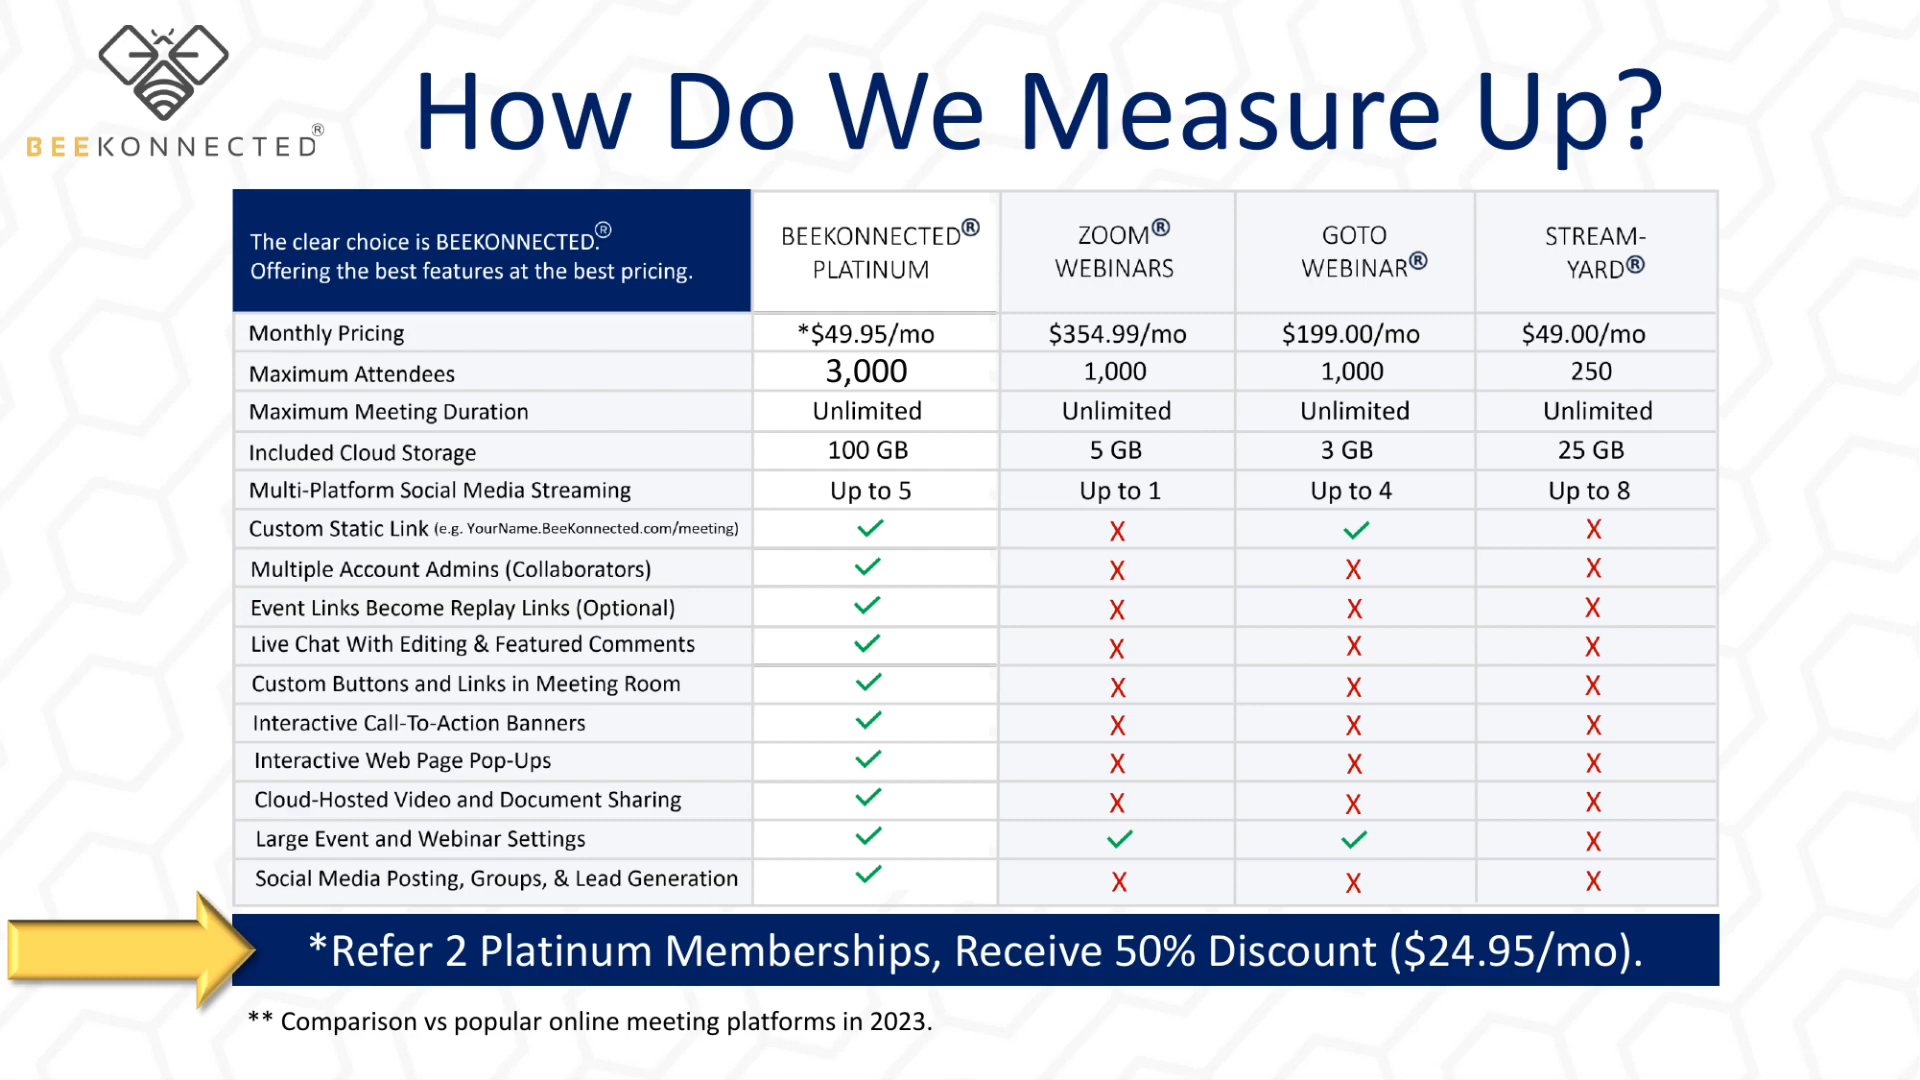 BEEKONNECTED®
How Do We Measure Up?
The clear choice is BEEKONNECTED.®
Offering the best features at the best pricing.
BEEKONNECTED®
PLATINUM
ZOOM®
WEBINARS
GOTO
WEBINAR®
STREAM-
YARD®
Monthly Pricing *$49.95/mo $354.99/mo $199.00/mo $49.00/mo
Maximum Attendees 3,000 1,000 1,000 250
Maximum Meeting Duration Unlimited Unlimited Unlimited Unlimited
Included Cloud Storage 100 GB 5 GB 3 GB 25 GB
Multi-Platform Social Media Streaming Up to 5 Up to 1 Up to 4 Up to 8
Custom Static Link (e.g. YourName.BeeKonnected.com/meeting) ✓ X ✓ X
Multiple Account Admins (Collaborators) ✓ X X X
Event Links Become Replay Links (Optional) ✓ X X X
Live Chat With Editing & Featured Comments ✓ X X X
Custom Buttons and Links in Meeting Room ✓ X X X
Interactive Call-To-Action Banners ✓ X X X
Interactive Web Page Pop-Ups ✓ X X X
Cloud-Hosted Video and Document Sharing ✓ X X X
Large Event and Webinar Settings ✓ ✓ ✓ X
Social Media Posting, Groups, & Lead Generation ✓ X X X
*Refer 2 Platinum Memberships, Receive 50% Discount ($24.95/mo).
** Comparison vs popular online meeting platforms in 2023.